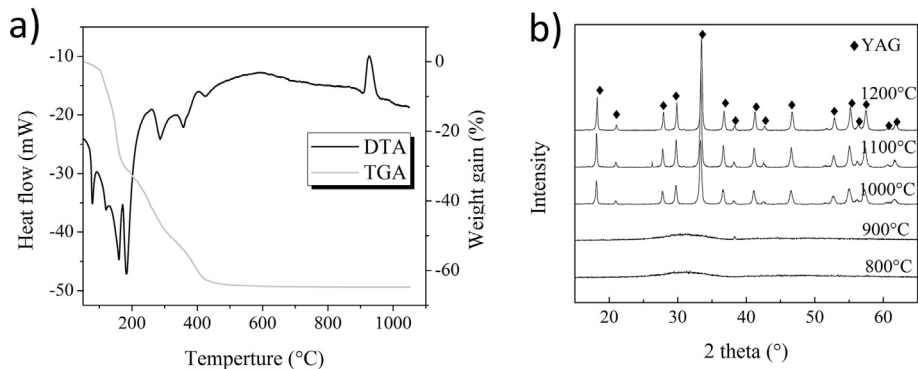 a)
Heat flow (mW)
-10
-20
-30
-40
-50
200
400
600
800
1000
Temperture (°C)
0
-20
-40
-60
Weight gain (%)
DTA
TGA
b)
Intensity
YAG
1200°C
1100°C
1000°C
900°C
800°C
20
30
40
50
60
2 theta (°)